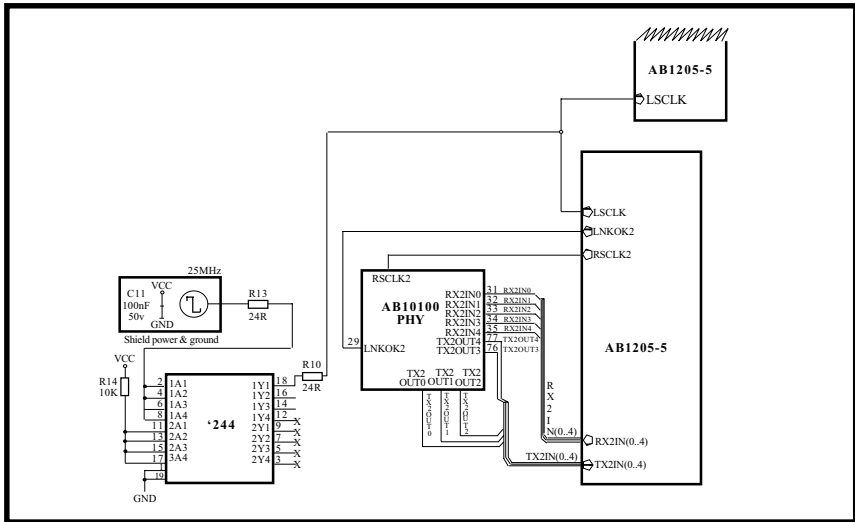 AB1205-5
LSCLK
LSCLK
LNKOK2
RSCLK2
AB1205-5
RX2IN(0..4)
TX2IN(0..4)
25MHz
C11
100nF
50v
VCC
GND
Shield power & ground
R13
24R
VCC
R14
10K
R10
24R
2 1A1
4 1A2
6 1A3
8 1A4
11 2A1
13 2A2
15 2A3
17 3A4
1
19
GND
‘244
1Y1 18
1Y2 16
1Y3 14
1Y4 12 X
2Y1 9 X
2Y2 7 X
2Y3 5 X
2Y4 3 X
RSCLK2
AB10100
PHY
29 LNKOK2
RX2IN0 31 RX2IN0
RX2IN1 32 RX2IN1
RX2IN2 33 RX2IN2
RX2IN3 34 RX2IN3
RX2IN4 35 RX2IN4
TX2OUT4 77 TX2OUT4
TX2OUT3 76 TX2OUT3
TX2 TX2 TX2
OUT0 OUT1 OUT2
TX2OUT0
TX2OUT1
TX2OUT2
RX2IN(0..4)
TX2IN(0..4)